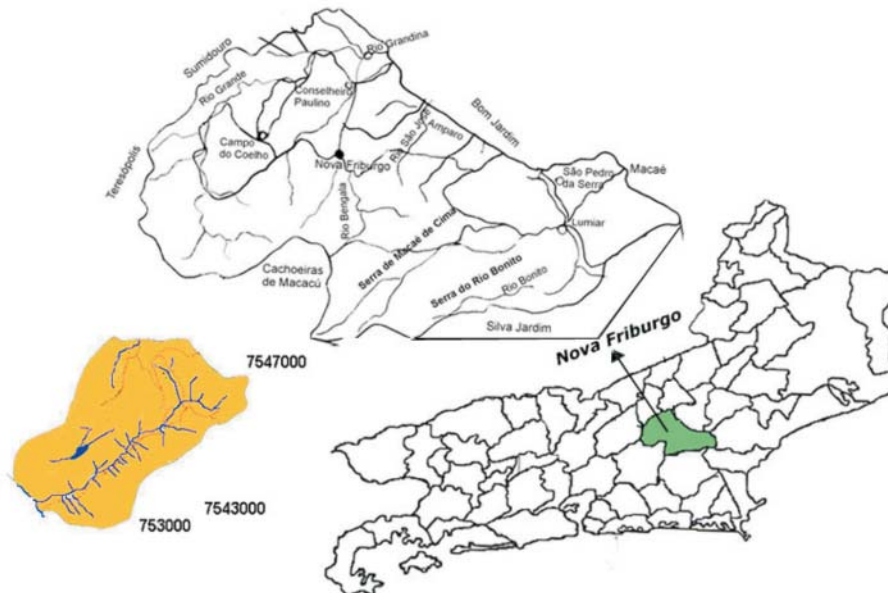 Sumidouro
Rio Grandina
Rio Grande
Conselheiro
Paulino
Bom Jardim
Campo
do Coelho
Rio São José
Amparo
Teresópolis
Nova Friburgo
São Pedro
da Serra
Macaé
Rio Bengala
Lumiar
Serra de Macaé de Cima
Cachoeiras
de Macacú
Serra do Rio Bonito
Rio Bonito
Silva Jardim
Nova Friburgo
7547000
7543000
753000